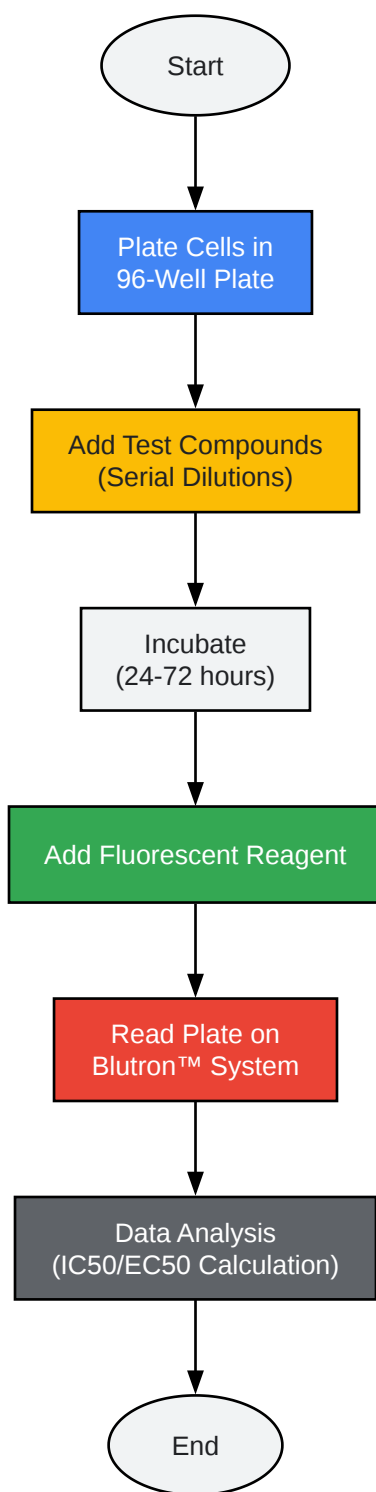 Start
Plate Cells in
96-Well Plate
Add Test Compounds
(Serial Dilutions)
Incubate
(24-72 hours)
Add Fluorescent Reagent
Read Plate on
Blutron™ System
Data Analysis
(IC50/EC50 Calculation)
End